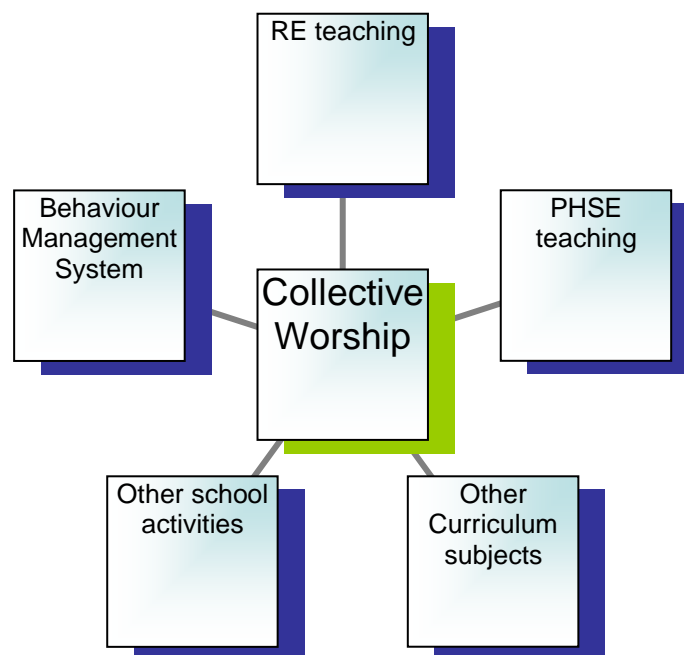 RE teaching
Behaviour
Management
System
PHSE
teaching
Collective
Worship
Other school
activities
Other
Curriculum
subjects